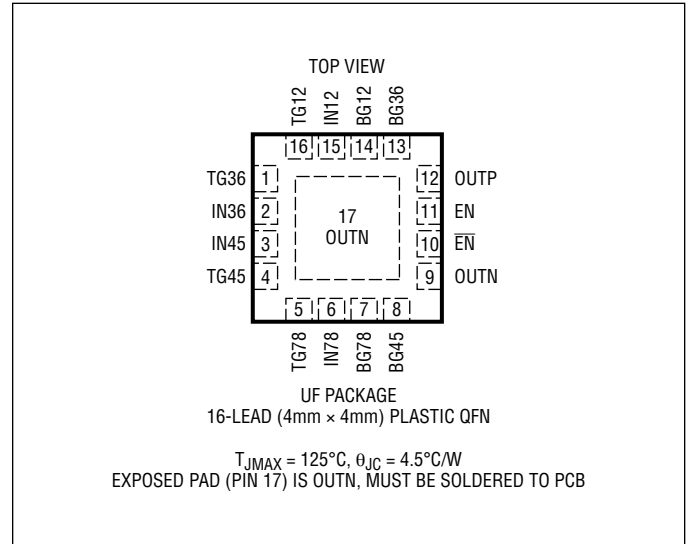 TOP VIEW
TG12
IN12
BG12
BG36
16
15
14
13
TG36 1
12 OUTP
IN36 2
11 EN
17
OUTN
IN45 3
10 E̅N̅
TG45 4
9 OUTN
5
6
7
8
TG78
IN78
BG78
BG45
UF PACKAGE
16-LEAD (4mm × 4mm) PLASTIC QFN
TJMAX = 125°C, θJC = 4.5°C/W
EXPOSED PAD (PIN 17) IS OUTN, MUST BE SOLDERED TO PCB